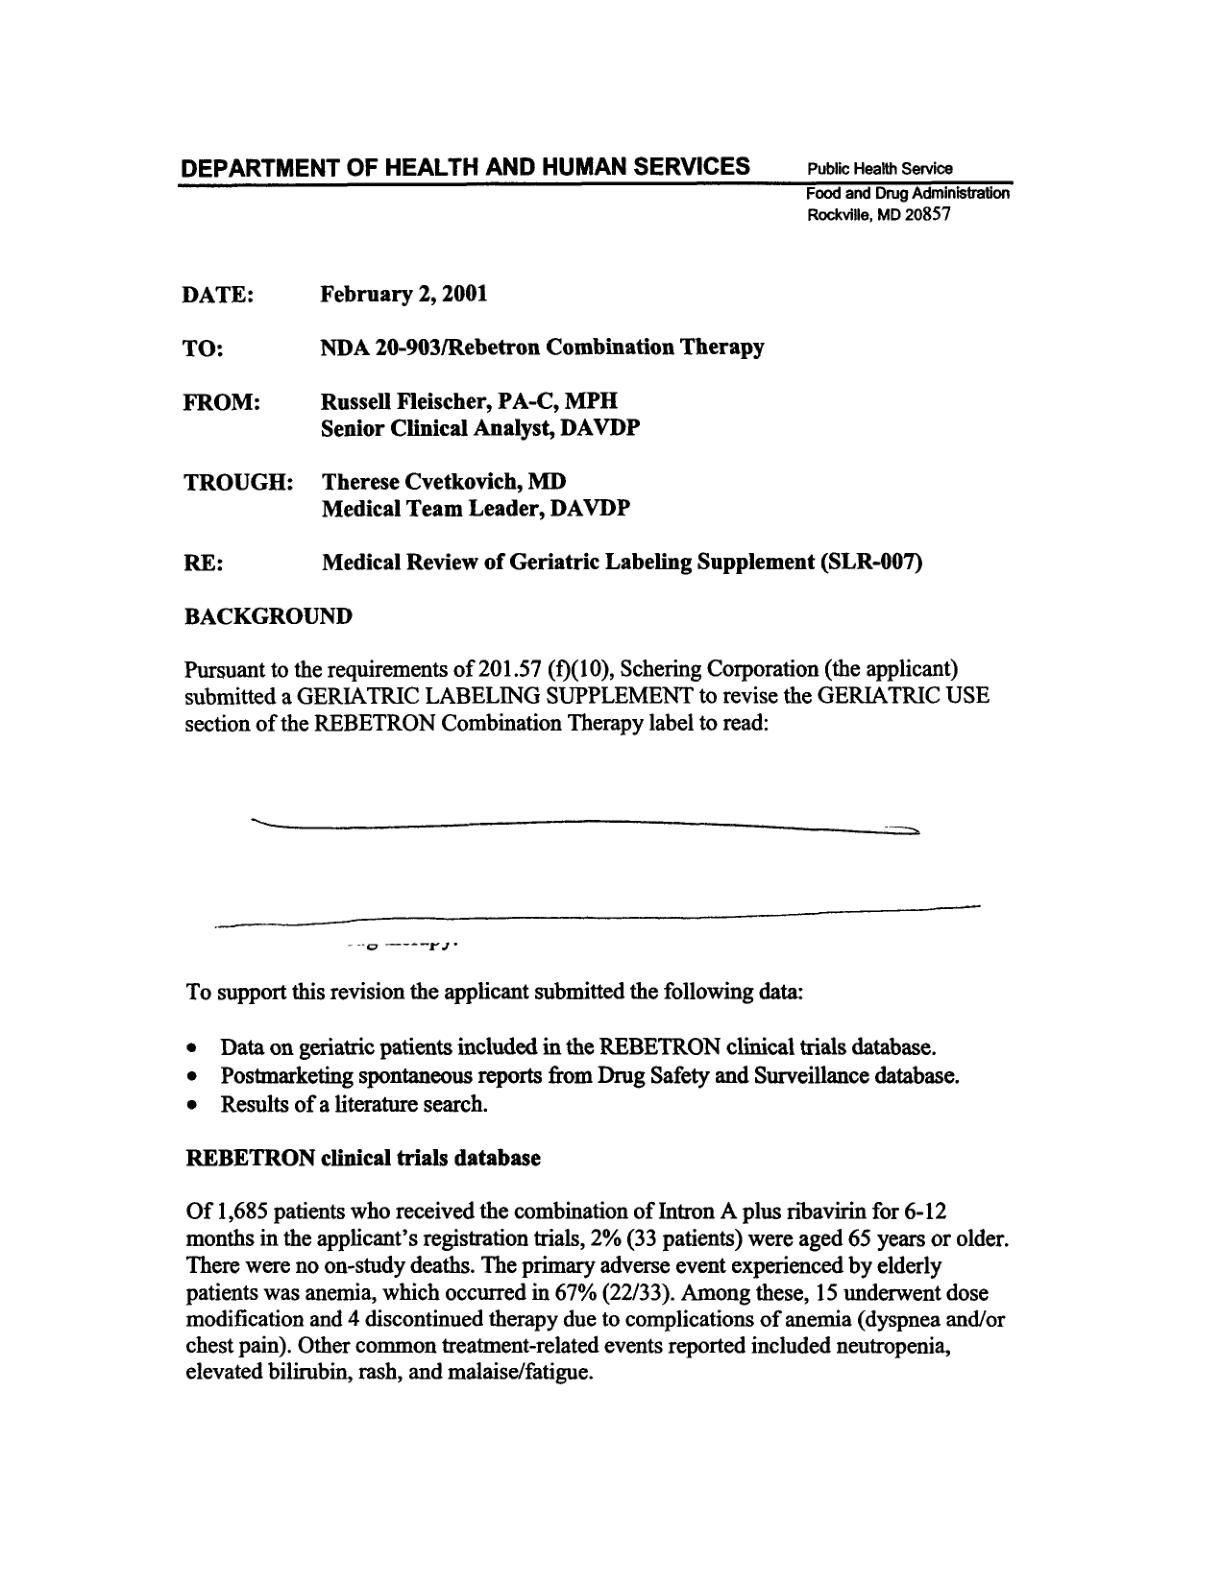 DEPARTMENT OF HEALTH AND HUMAN SERVICES Public Health Service
Food and Drug Administration
Rockville, MD 20857
DATE: February 2, 2001
TO: NDA 20-903/Rebetron Combination Therapy
FROM: Russell Fleischer, PA-C, MPH
Senior Clinical Analyst, DAVDP
TROUGH: Therese Cvetkovich, MD
Medical Team Leader, DAVDP
RE: Medical Review of Geriatric Labeling Supplement (SLR-007)
BACKGROUND
Pursuant to the requirements of 201.57 (f)(10), Schering Corporation (the applicant)
submitted a GERIATRIC LABELING SUPPLEMENT to revise the GERIATRIC USE
section of the REBETRON Combination Therapy label to read:
To support this revision the applicant submitted the following data:
• Data on geriatric patients included in the REBETRON clinical trials database.
• Postmarketing spontaneous reports from Drug Safety and Surveillance database.
• Results of a literature search.
REBETRON clinical trials database
Of 1,685 patients who received the combination of Intron A plus ribavirin for 6-12
months in the applicant's registration trials, 2% (33 patients) were aged 65 years or older.
There were no on-study deaths. The primary adverse event experienced by elderly
patients was anemia, which occurred in 67% (22/33). Among these, 15 underwent dose
modification and 4 discontinued therapy due to complications of anemia (dyspnea and/or
chest pain). Other common treatment-related events reported included neutropenia,
elevated bilirubin, rash, and malaise/fatigue.